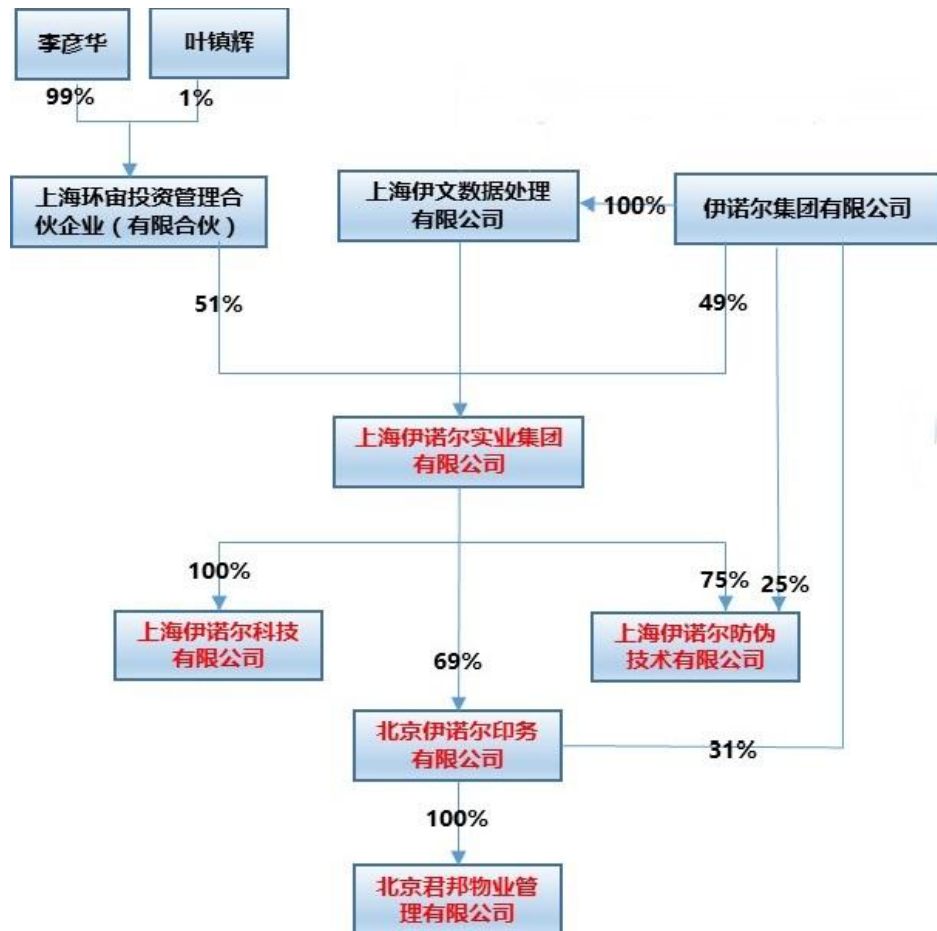 李彦华
叶镇辉
99%
1%
上海环宙投资管理合
伙企业（有限合伙）
上海伊文数据处理
有限公司
100%
伊诺尔集团有限公司
51%
49%
上海伊诺尔实业集团
有限公司
100%
75%
25%
上海伊诺尔科技
有限公司
上海伊诺尔防伪
技术有限公司
69%
北京伊诺尔印务
有限公司
31%
100%
北京君邦物业管
理有限公司